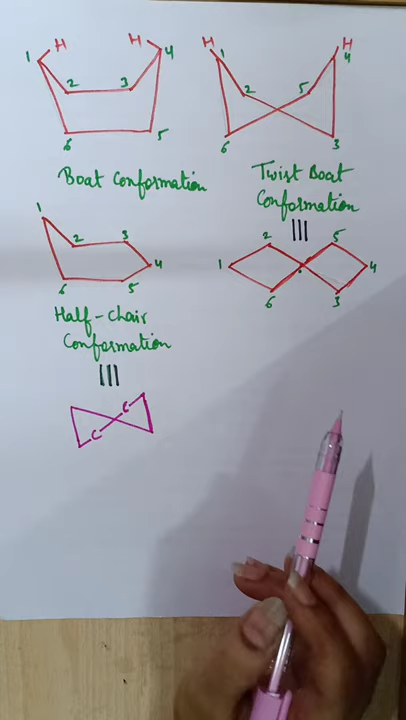 H H
1 4
2 3
6 5
Boat Conformation
H H
1 4
2 5
6 3
Twist Boat
Conformation
|||
2 5
1 4
6 3
1
2 3
4
6 5
Half-Chair
Conformation
|||
C C